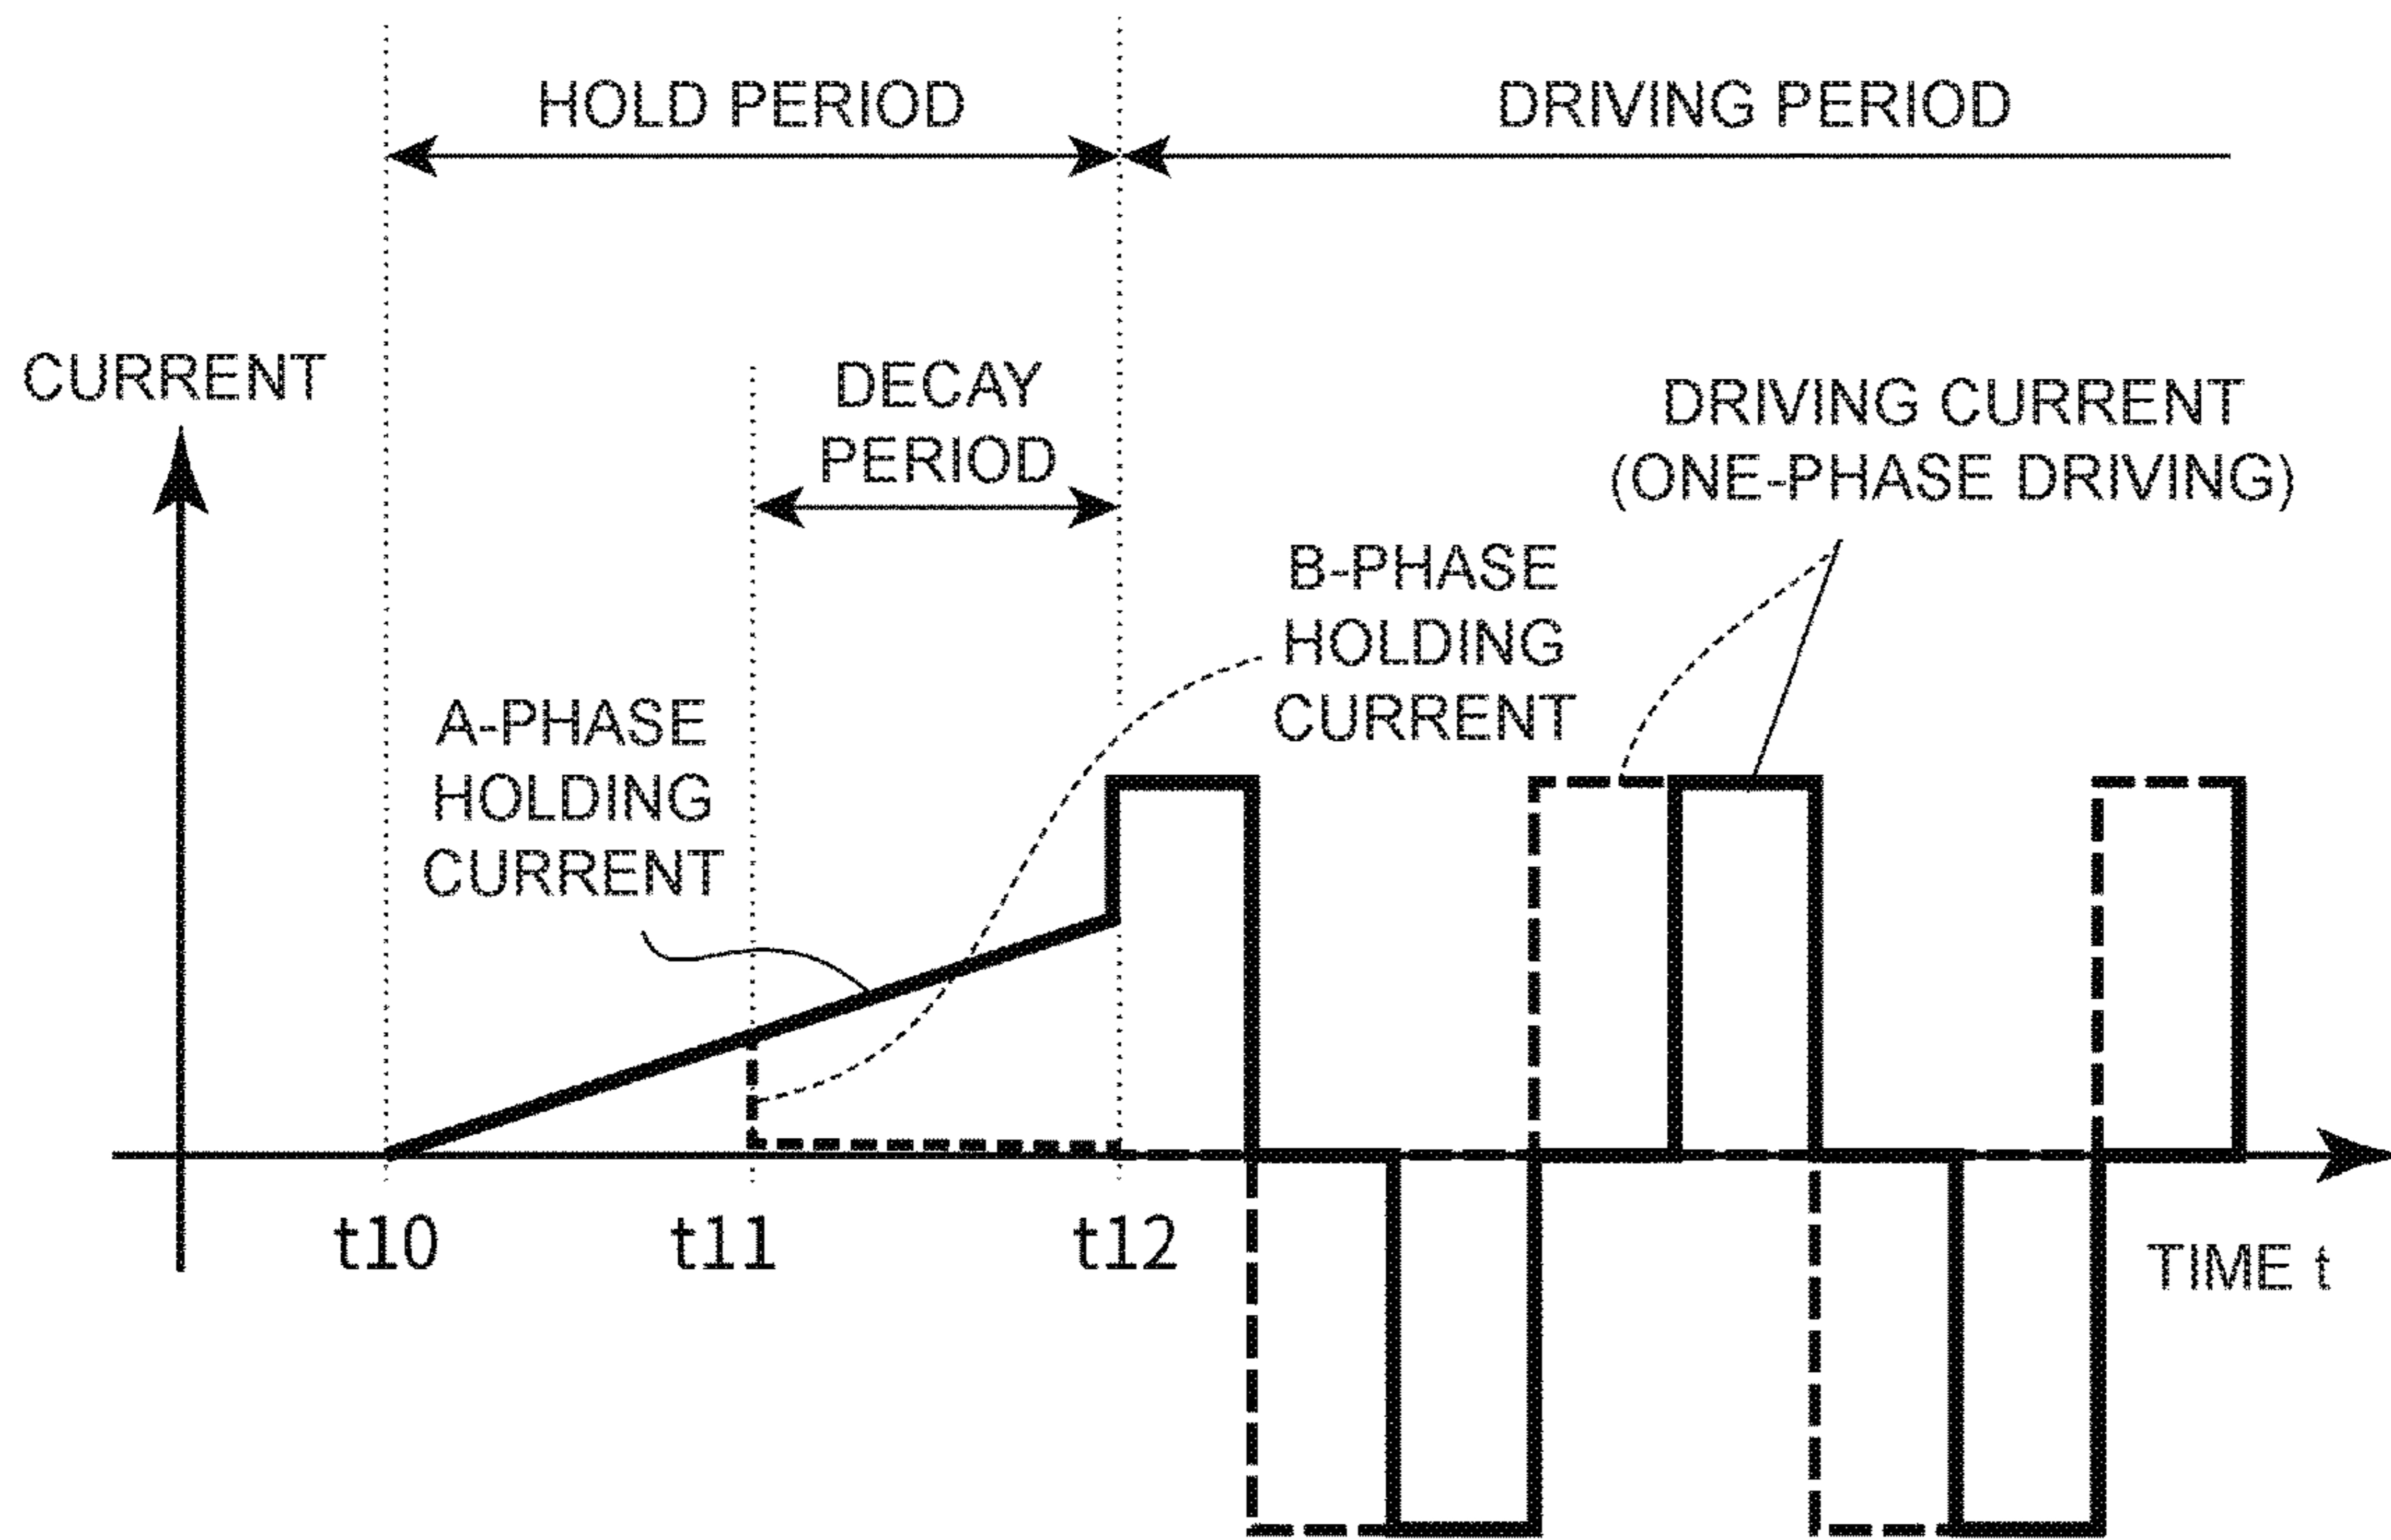 HOLD PERIOD
DRIVING PERIOD
CURRENT
DECAY
PERIOD
DRIVING CURRENT
(ONE-PHASE DRIVING)
B-PHASE
HOLDING
CURRENT
A-PHASE
HOLDING
CURRENT
t10
t11
t12
TIME t